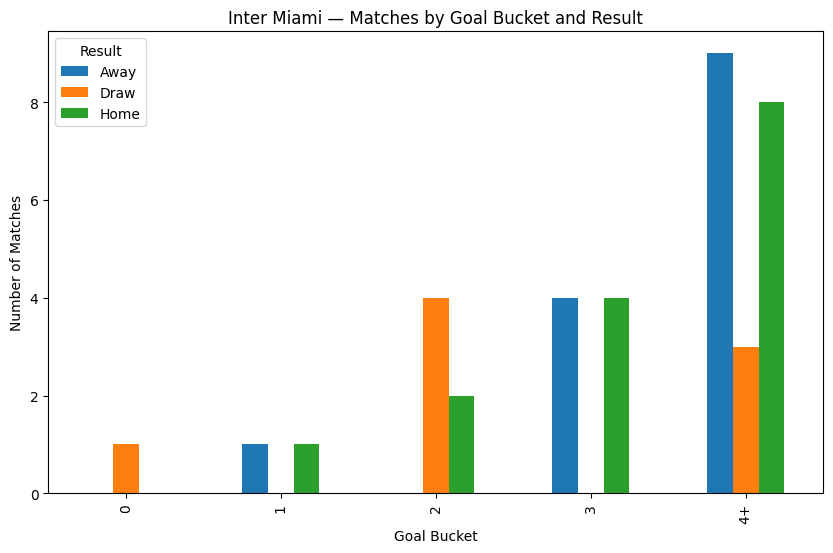 Inter Miami — Matches by Goal Bucket and Result
Result
Away
Draw
Home
Number of Matches
8
6
4
2
0
0 1 2 3 4+
Goal Bucket